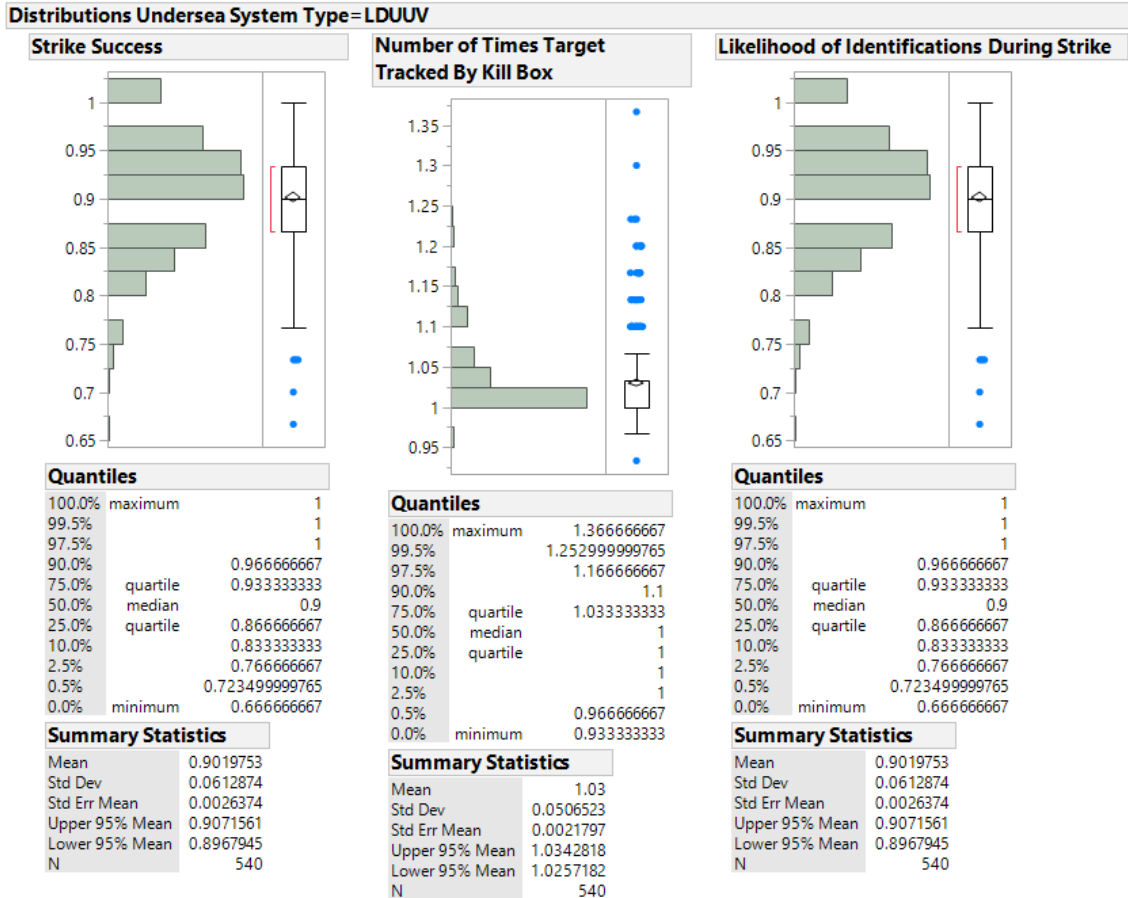 Distributions Undersea System Type=LDUUV
Strike Success
1
0.95
0.9
0.85
0.8
0.75
0.7
0.65
Quantiles
100.0% maximum 1
99.5% 1
97.5% 1
90.0% 0.966666667
75.0% quartile 0.933333333
50.0% median 0.9
25.0% quartile 0.866666667
10.0% 0.833333333
2.5% 0.766666667
0.5% 0.723499999765
0.0% minimum 0.666666667
Summary Statistics
Mean 0.9019753
Std Dev 0.0612874
Std Err Mean 0.0026374
Upper 95% Mean 0.9071561
Lower 95% Mean 0.8967945
N 540
Number of Times Target
Tracked By Kill Box
1.35
1.3
1.25
1.2
1.15
1.1
1.05
1
0.95
Quantiles
100.0% maximum 1.366666667
99.5% 1.252999999765
97.5% 1.166666667
90.0% 1.1
75.0% quartile 1.033333333
50.0% median 1
25.0% quartile 1
10.0% 1
2.5% 1
0.5% 0.966666667
0.0% minimum 0.933333333
Summary Statistics
Mean 1.03
Std Dev 0.0506523
Std Err Mean 0.0021797
Upper 95% Mean 1.0342818
Lower 95% Mean 1.0257182
N 540
Likelihood of Identifications During Strike
1
0.95
0.9
0.85
0.8
0.75
0.7
0.65
Quantiles
100.0% maximum 1
99.5% 1
97.5% 1
90.0% 0.966666667
75.0% quartile 0.933333333
50.0% median 0.9
25.0% quartile 0.866666667
10.0% 0.833333333
2.5% 0.766666667
0.5% 0.723499999765
0.0% minimum 0.666666667
Summary Statistics
Mean 0.9019753
Std Dev 0.0612874
Std Err Mean 0.0026374
Upper 95% Mean 0.9071561
Lower 95% Mean 0.8967945
N 540